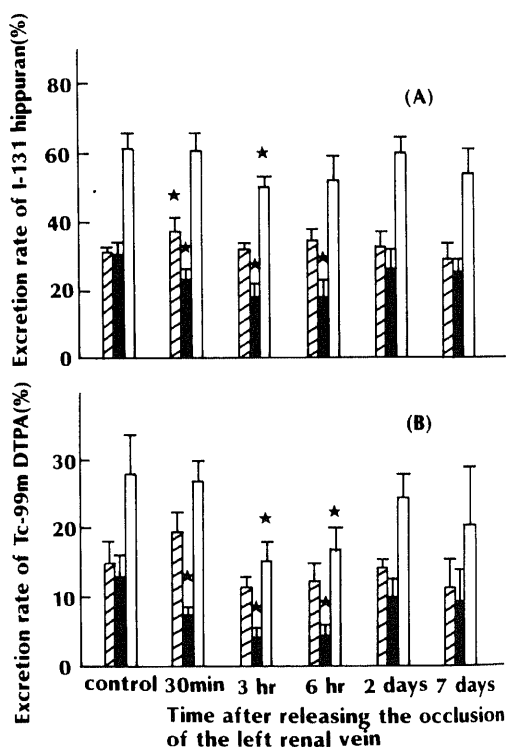 Excretion rate of I-131 hippuran(%)
80
60
40
20
0
(A)
★
★
★
★
★
Excretion rate of Tc-99m DTPA(%)
30
20
10
0
(B)
★
★
★
★
★
control 30min 3 hr 6 hr 2 days 7 days
Time after releasing the occlusion
of the left renal vein